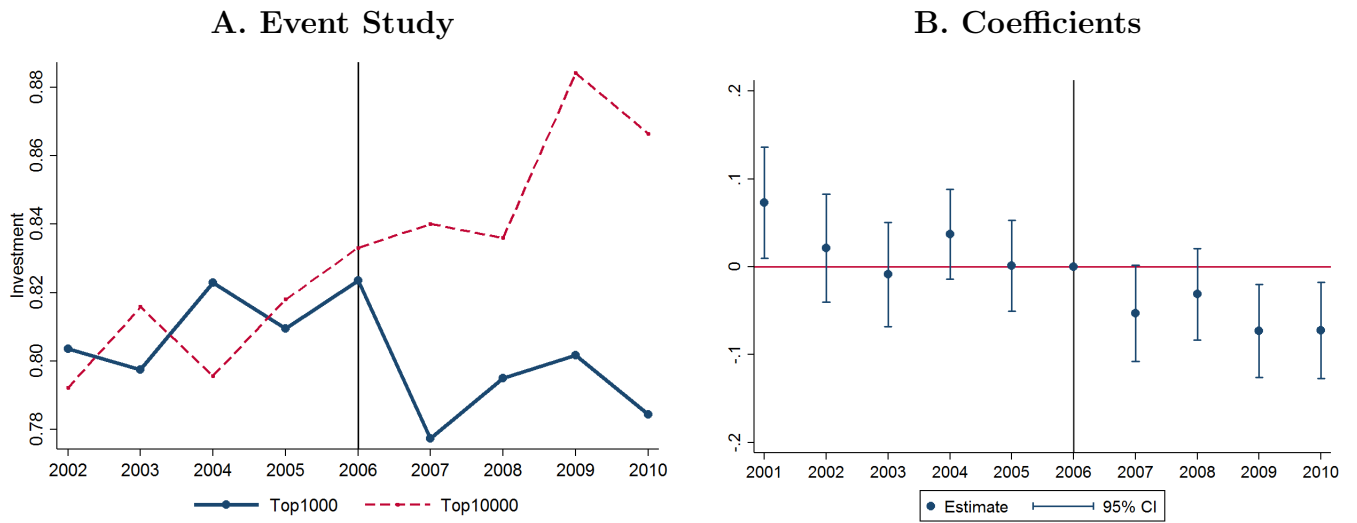 A. Event Study
Investment
0.88
0.86
0.84
0.82
0.80
0.78
2002 2003 2004 2005 2006 2007 2008 2009 2010
Top1000 Top10000
B. Coefficients
.2
.1
0
-.1
-.2
2001 2002 2003 2004 2005 2006 2007 2008 2009 2010
Estimate 95% CI